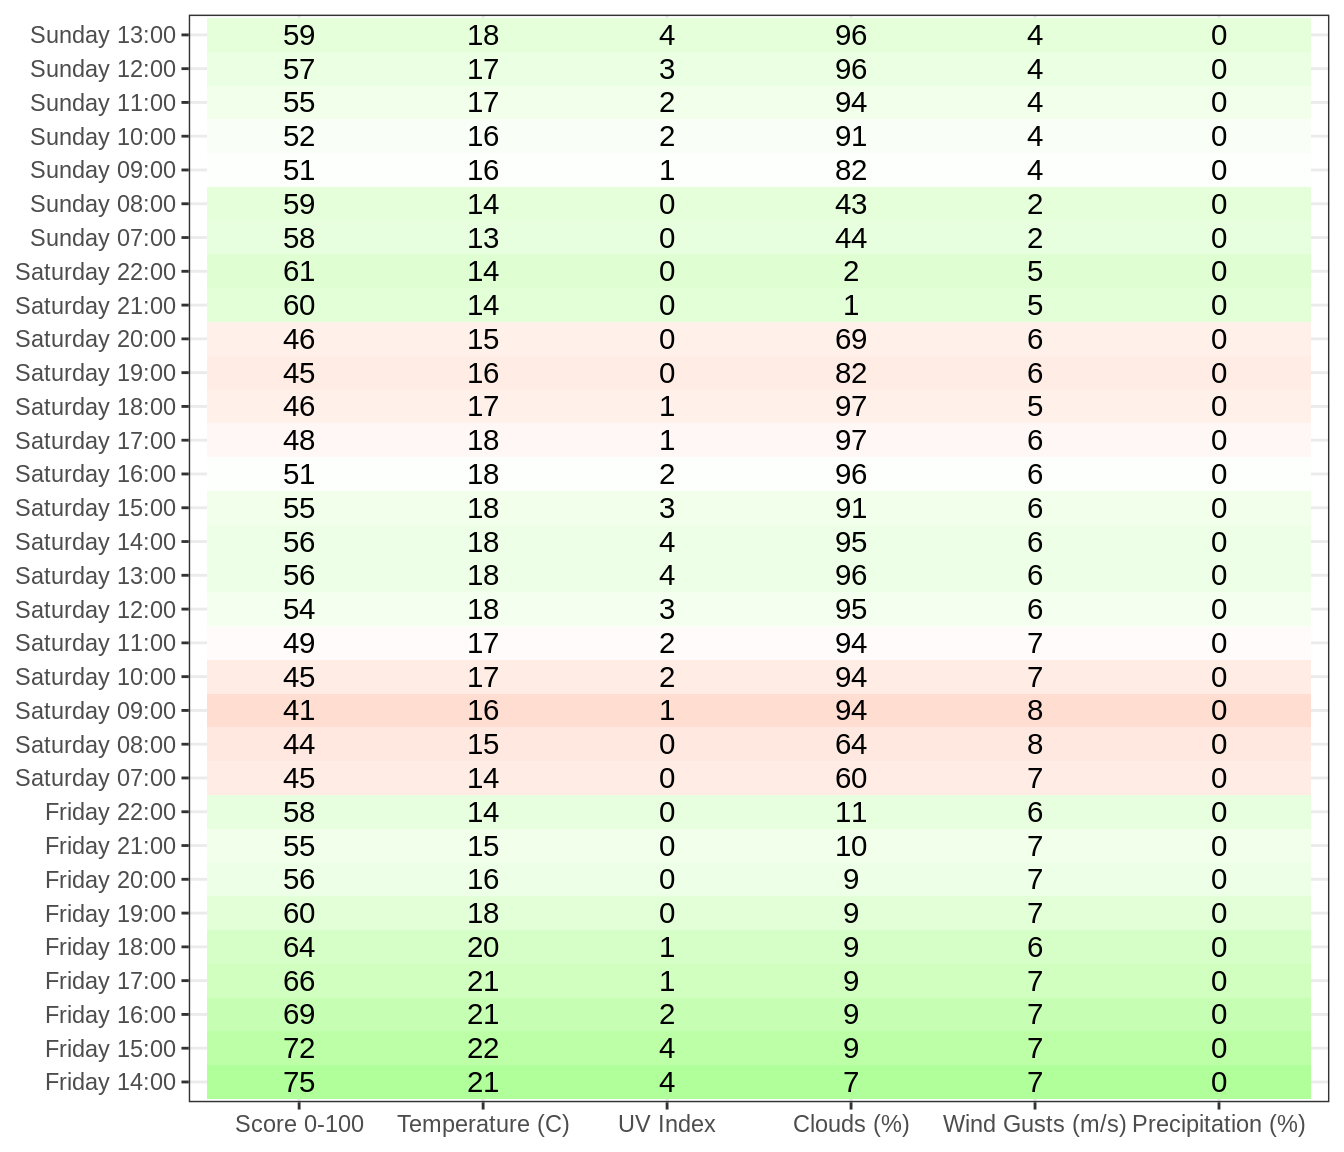 Sunday 13:00 59 18 4 96 4 0
Sunday 12:00 57 17 3 96 4 0
Sunday 11:00 55 17 2 94 4 0
Sunday 10:00 52 16 2 91 4 0
Sunday 09:00 51 16 1 82 4 0
Sunday 08:00 59 14 0 43 2 0
Sunday 07:00 58 13 0 44 2 0
Saturday 22:00 61 14 0 2 5 0
Saturday 21:00 60 14 0 1 5 0
Saturday 20:00 46 15 0 69 6 0
Saturday 19:00 45 16 0 82 6 0
Saturday 18:00 46 17 1 97 5 0
Saturday 17:00 48 18 1 97 6 0
Saturday 16:00 51 18 2 96 6 0
Saturday 15:00 55 18 3 91 6 0
Saturday 14:00 56 18 4 95 6 0
Saturday 13:00 56 18 4 96 6 0
Saturday 12:00 54 18 3 95 6 0
Saturday 11:00 49 17 2 94 7 0
Saturday 10:00 45 17 2 94 7 0
Saturday 09:00 41 16 1 94 8 0
Saturday 08:00 44 15 0 64 8 0
Saturday 07:00 45 14 0 60 7 0
Friday 22:00 58 14 0 11 6 0
Friday 21:00 55 15 0 10 7 0
Friday 20:00 56 16 0 9 7 0
Friday 19:00 60 18 0 9 7 0
Friday 18:00 64 20 1 9 6 0
Friday 17:00 66 21 1 9 7 0
Friday 16:00 69 21 2 9 7 0
Friday 15:00 72 22 4 9 7 0
Friday 14:00 75 21 4 7 7 0
Score 0-100 Temperature (C) UV Index Clouds (%) Wind Gusts (m/s) Precipitation (%)